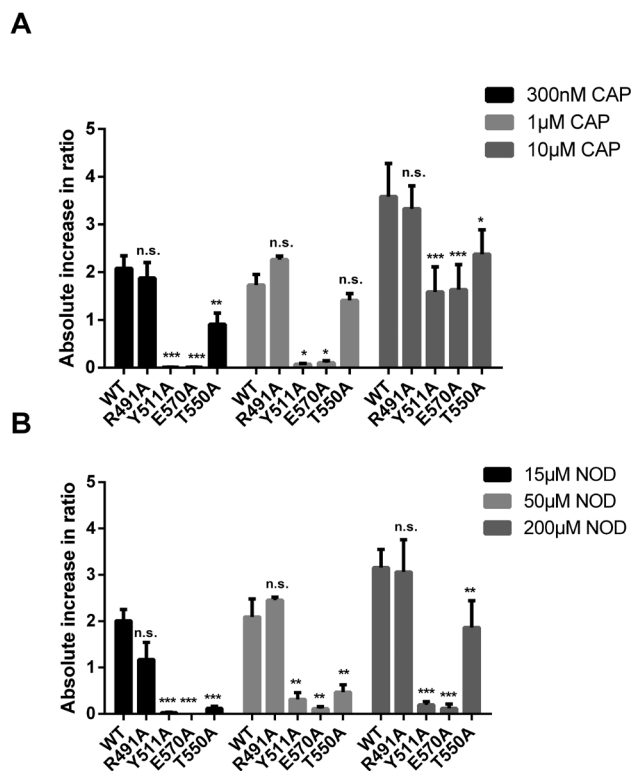 A
300nM CAP
1µM CAP
10µM CAP
Absolute increase in ratio
5
4
3
2
1
0
n.s.
***
***
**
n.s.
*
*
n.s.
n.s.
***
***
*
WT
R491A
Y511A
E570A
T550A
WT
R491A
Y511A
E570A
T550A
WT
R491A
Y511A
E570A
T550A
B
15µM NOD
50µM NOD
200µM NOD
Absolute increase in ratio
5
4
3
2
1
0
n.s.
***
***
***
n.s.
**
**
**
n.s.
***
***
**
WT
R491A
Y511A
E570A
T550A
WT
R491A
Y511A
E570A
T550A
WT
R491A
Y511A
E570A
T550A